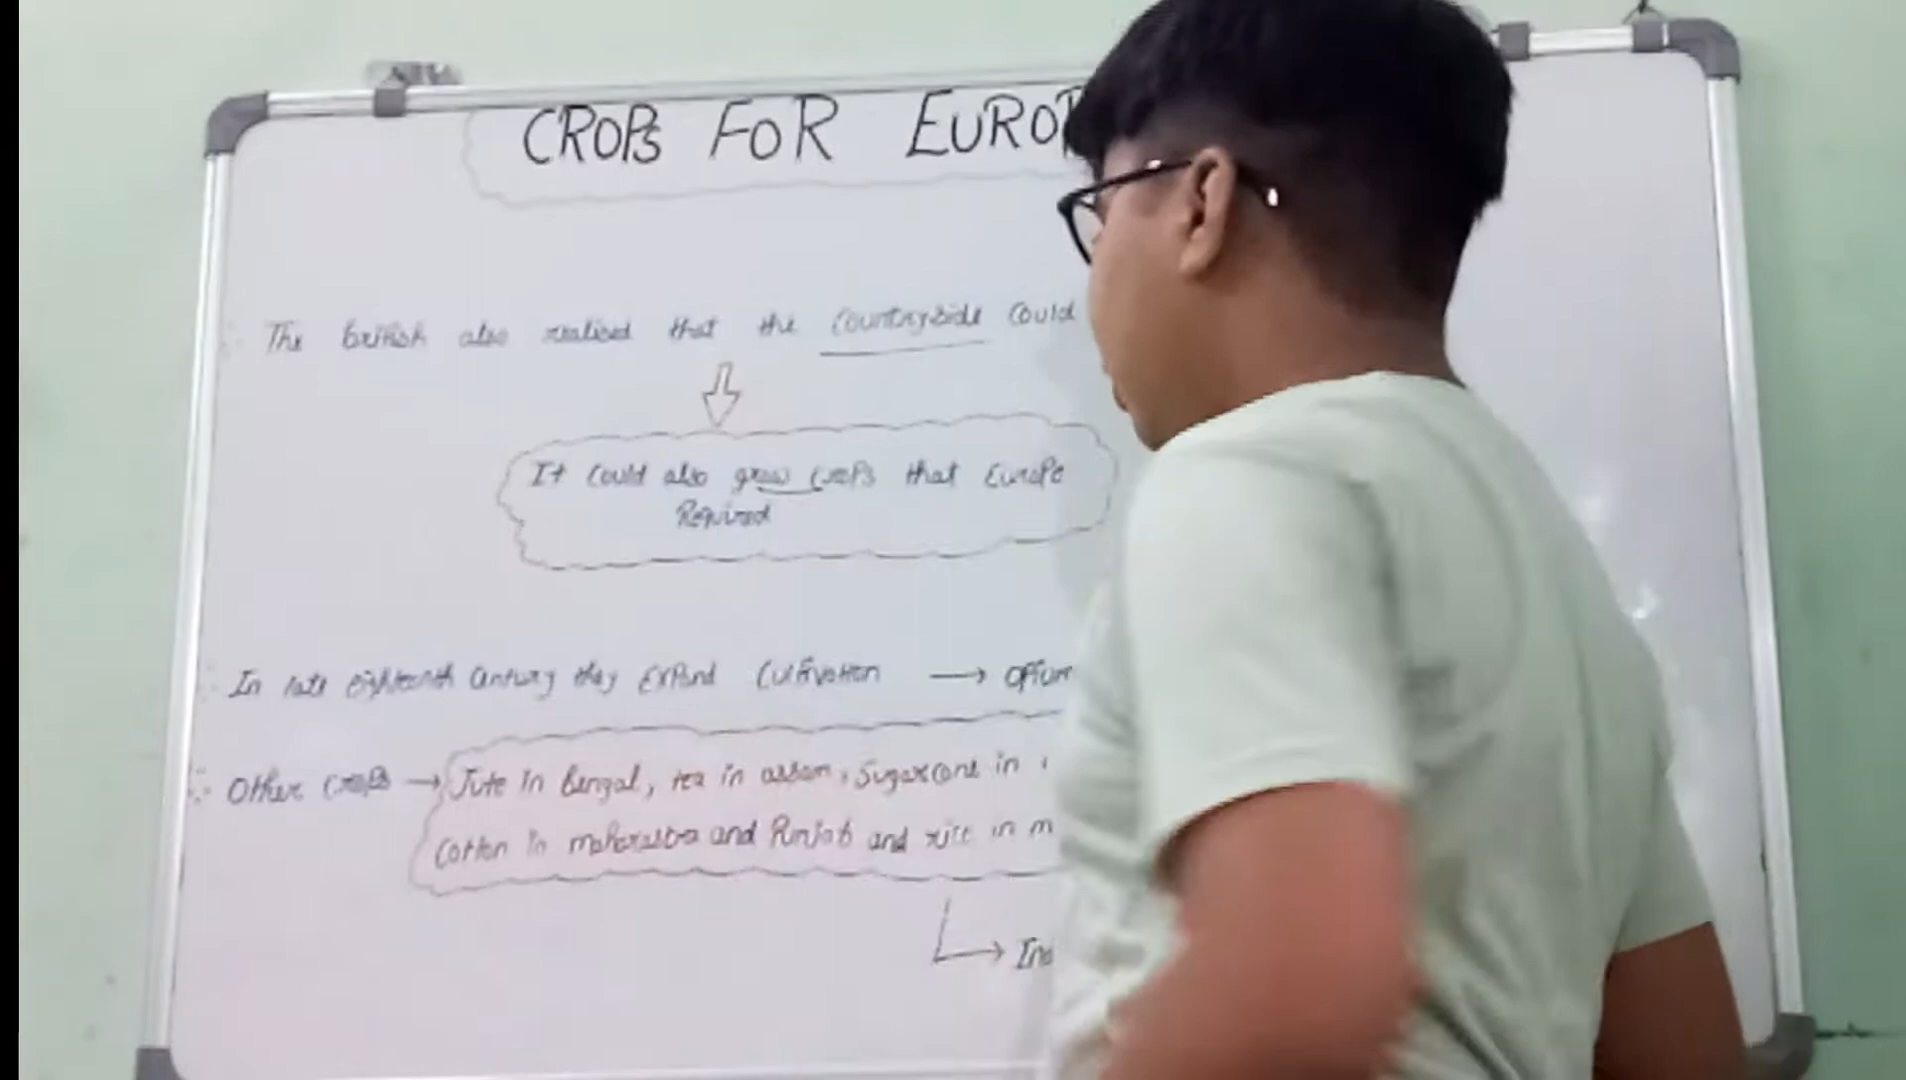 CROPS FOR EUROP
The british also realised that the countryside could
It could also grow crops that Europe
Required
In late eighteenth century they expand cultivation → opium
Other crops → Jute in Bengal, tea in assam, sugarcane in
cotton in and Punjab and rice in m